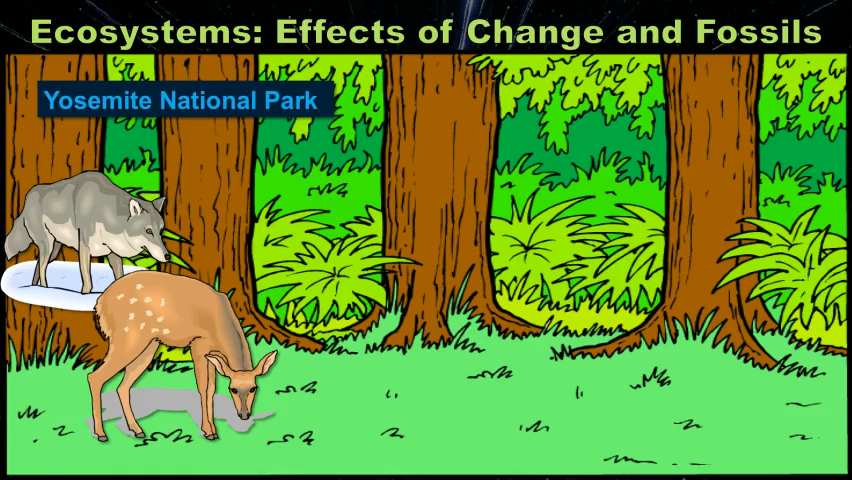 Ecosystems: Effects of Change and Fossils
Yosemite National Park